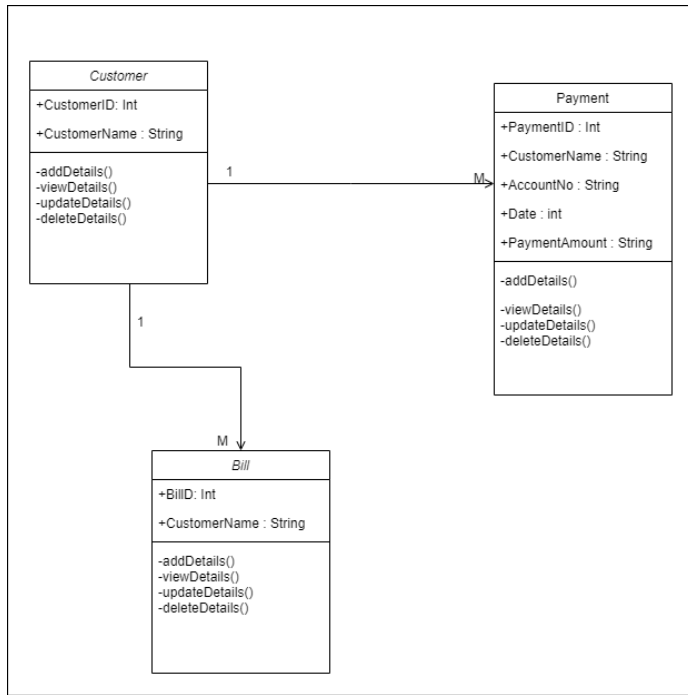 Customer
+CustomerID: Int
+CustomerName : String
-addDetails()
-viewDetails()
-updateDetails()
-deleteDetails()
1
M
Payment
+PaymentID : Int
+CustomerName : String
+AccountNo : String
+Date : int
+PaymentAmount : String
-addDetails()
-viewDetails()
-updateDetails()
-deleteDetails()
1
M
Bill
+BillD: Int
+CustomerName : String
-addDetails()
-viewDetails()
-updateDetails()
-deleteDetails()